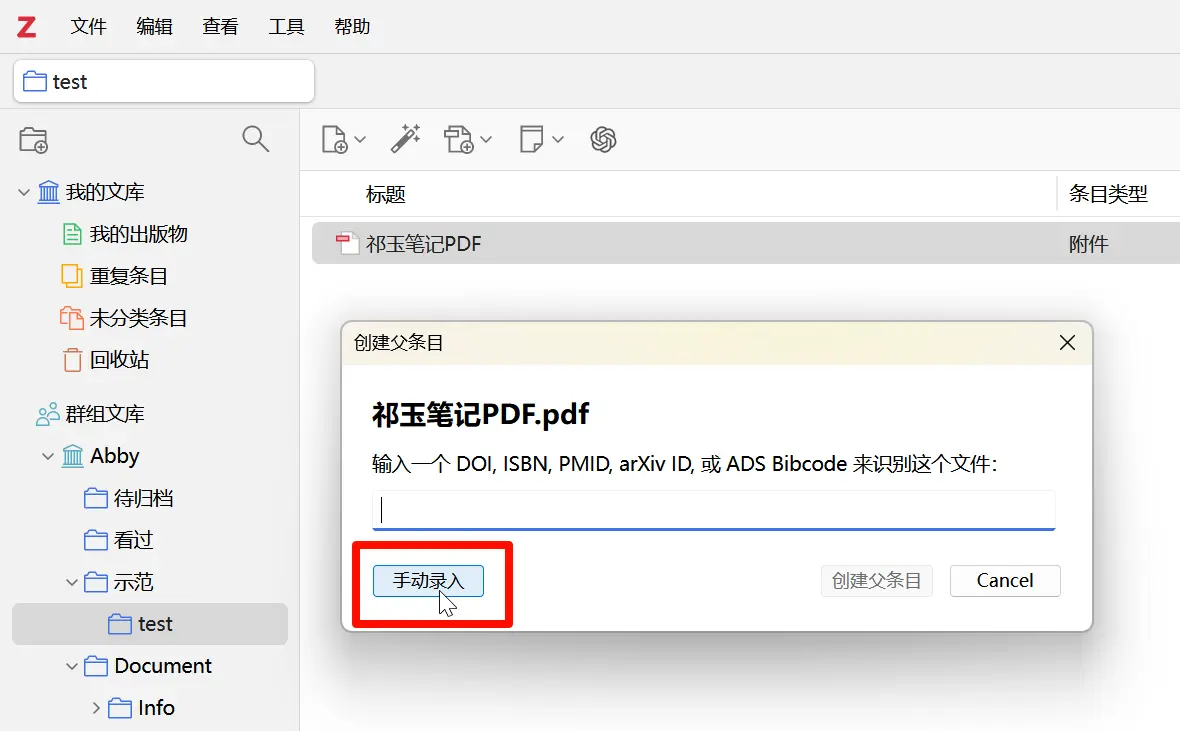 Z 文件 编辑 查看 工具 帮助
test
我的文库
我的出版物
重复条目
未分类条目
回收站
群组文库
Abby
待归档
看过
示范
test
Document
Info
标题 条目类型
祁玉笔记PDF 附件
创建父条目
祁玉笔记PDF.pdf
输入一个 DOI, ISBN, PMID, arXiv ID, 或 ADS Bibcode 来识别这个文件:
手动录入 创建父条目 Cancel